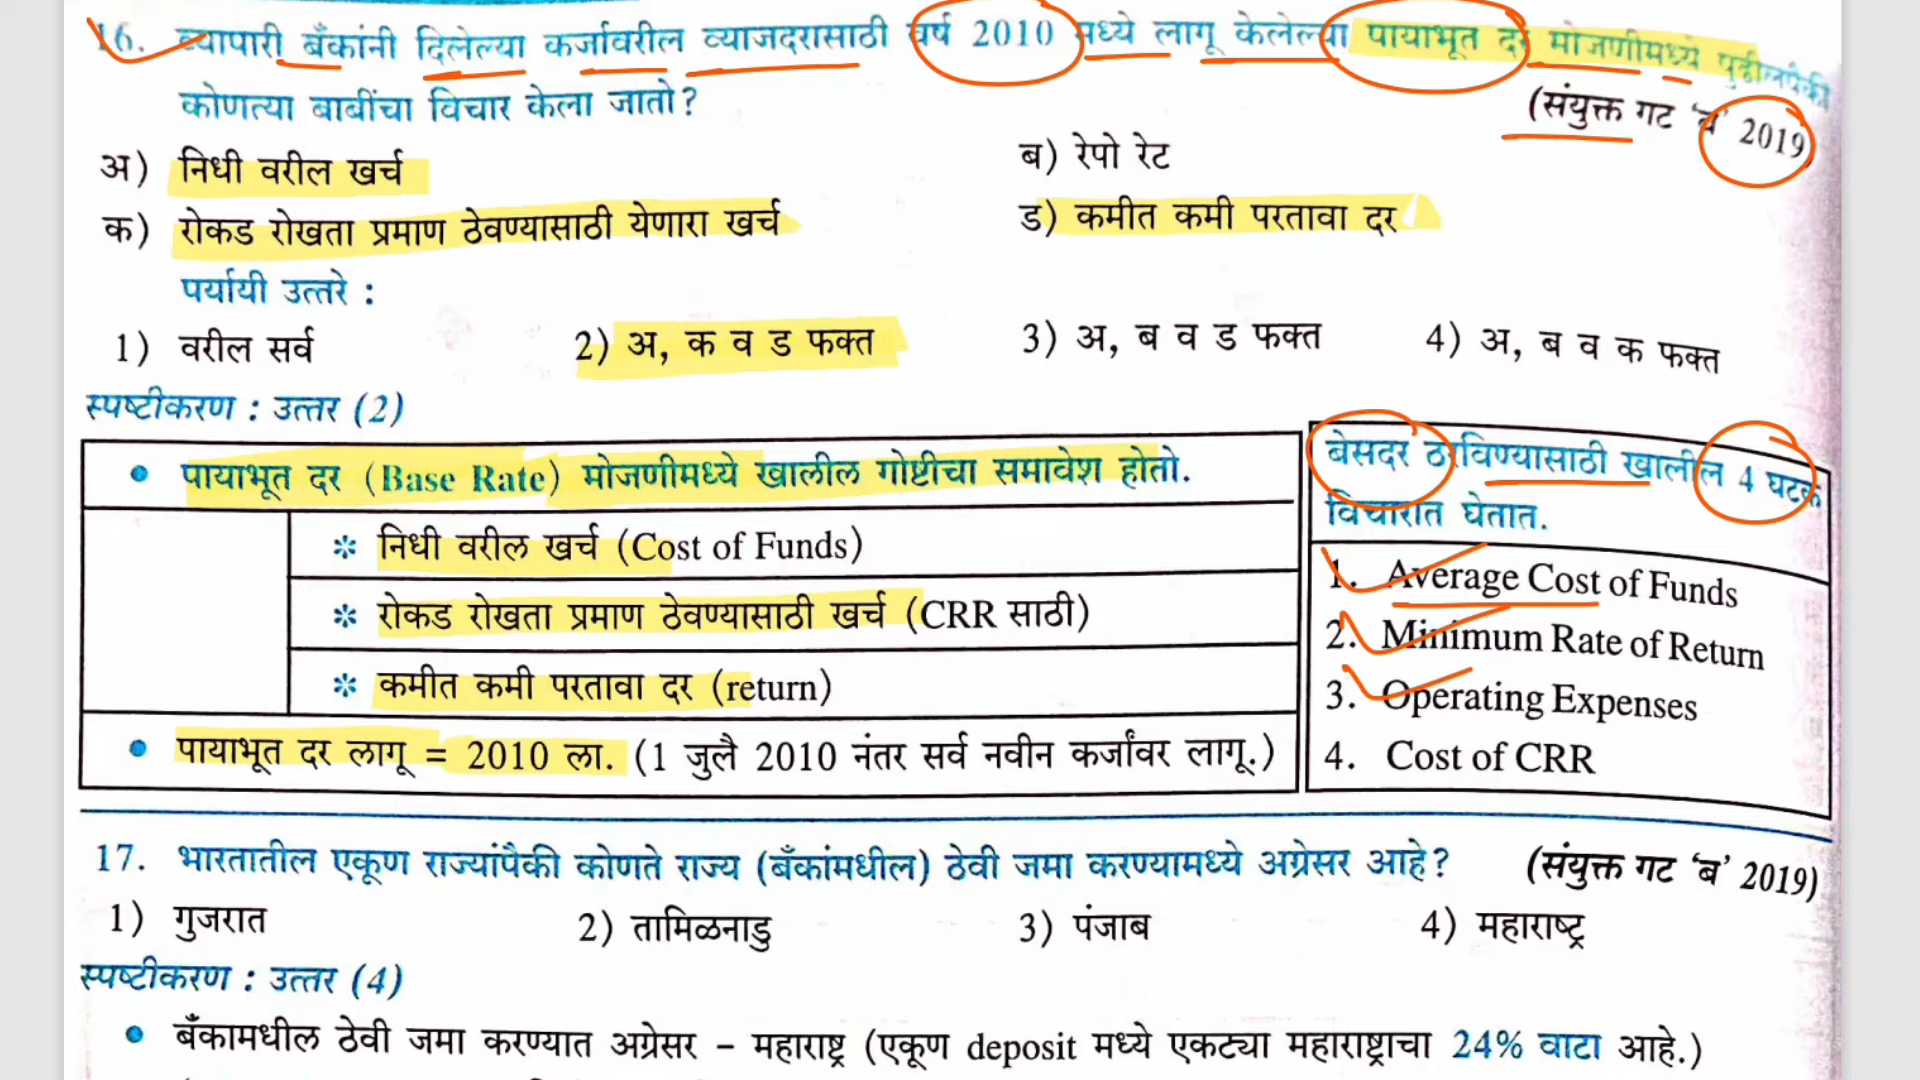 16. व्यापारी बँकांनी दिलेल्या कर्जावरील व्याजदरासाठी वर्ष 2010 मध्ये लागू केलेल्या पायाभूत दर मोजणीमध्ये पुढीलपैकी
कोणत्या बाबींचा विचार केला जातो?
(संयुक्त गट 'ब' 2019)
अ) निधी वरील खर्च
ब) रेपो रेट
क) रोकड रोखता प्रमाण ठेवण्यासाठी येणारा खर्च
ड) कमीत कमी परतावा दर
पर्यायी उत्तरे :
1) वरील सर्व
2) अ, क व ड फक्त
3) अ, ब व ड फक्त
4) अ, ब व क फक्त
स्पष्टीकरण : उत्तर (2)
• पायाभूत दर (Base Rate) मोजणीमध्ये खालील गोष्टीचा समावेश होतो.
* निधी वरील खर्च (Cost of Funds)
* रोकड रोखता प्रमाण ठेवण्यासाठी खर्च (CRR साठी)
* कमीत कमी परतावा दर (return)
• पायाभूत दर लागू = 2010 ला. (1 जुलै 2010 नंतर सर्व नवीन कर्जांवर लागू.)
बेसदर ठरविण्यासाठी खालील 4 घटक
विचारात घेतात.
1. Average Cost of Funds
2. Minimum Rate of Return
3. Operating Expenses
4. Cost of CRR
17. भारतातील एकूण राज्यांपैकी कोणते राज्य (बँकांमधील) ठेवी जमा करण्यामध्ये अग्रेसर आहे?
(संयुक्त गट 'ब' 2019)
1) गुजरात
2) तामिळनाडु
3) पंजाब
4) महाराष्ट्र
स्पष्टीकरण : उत्तर (4)
• बँकामधील ठेवी जमा करण्यात अग्रेसर – महाराष्ट्र (एकूण deposit मध्ये एकट्या महाराष्ट्राचा 24% वाटा आहे.)